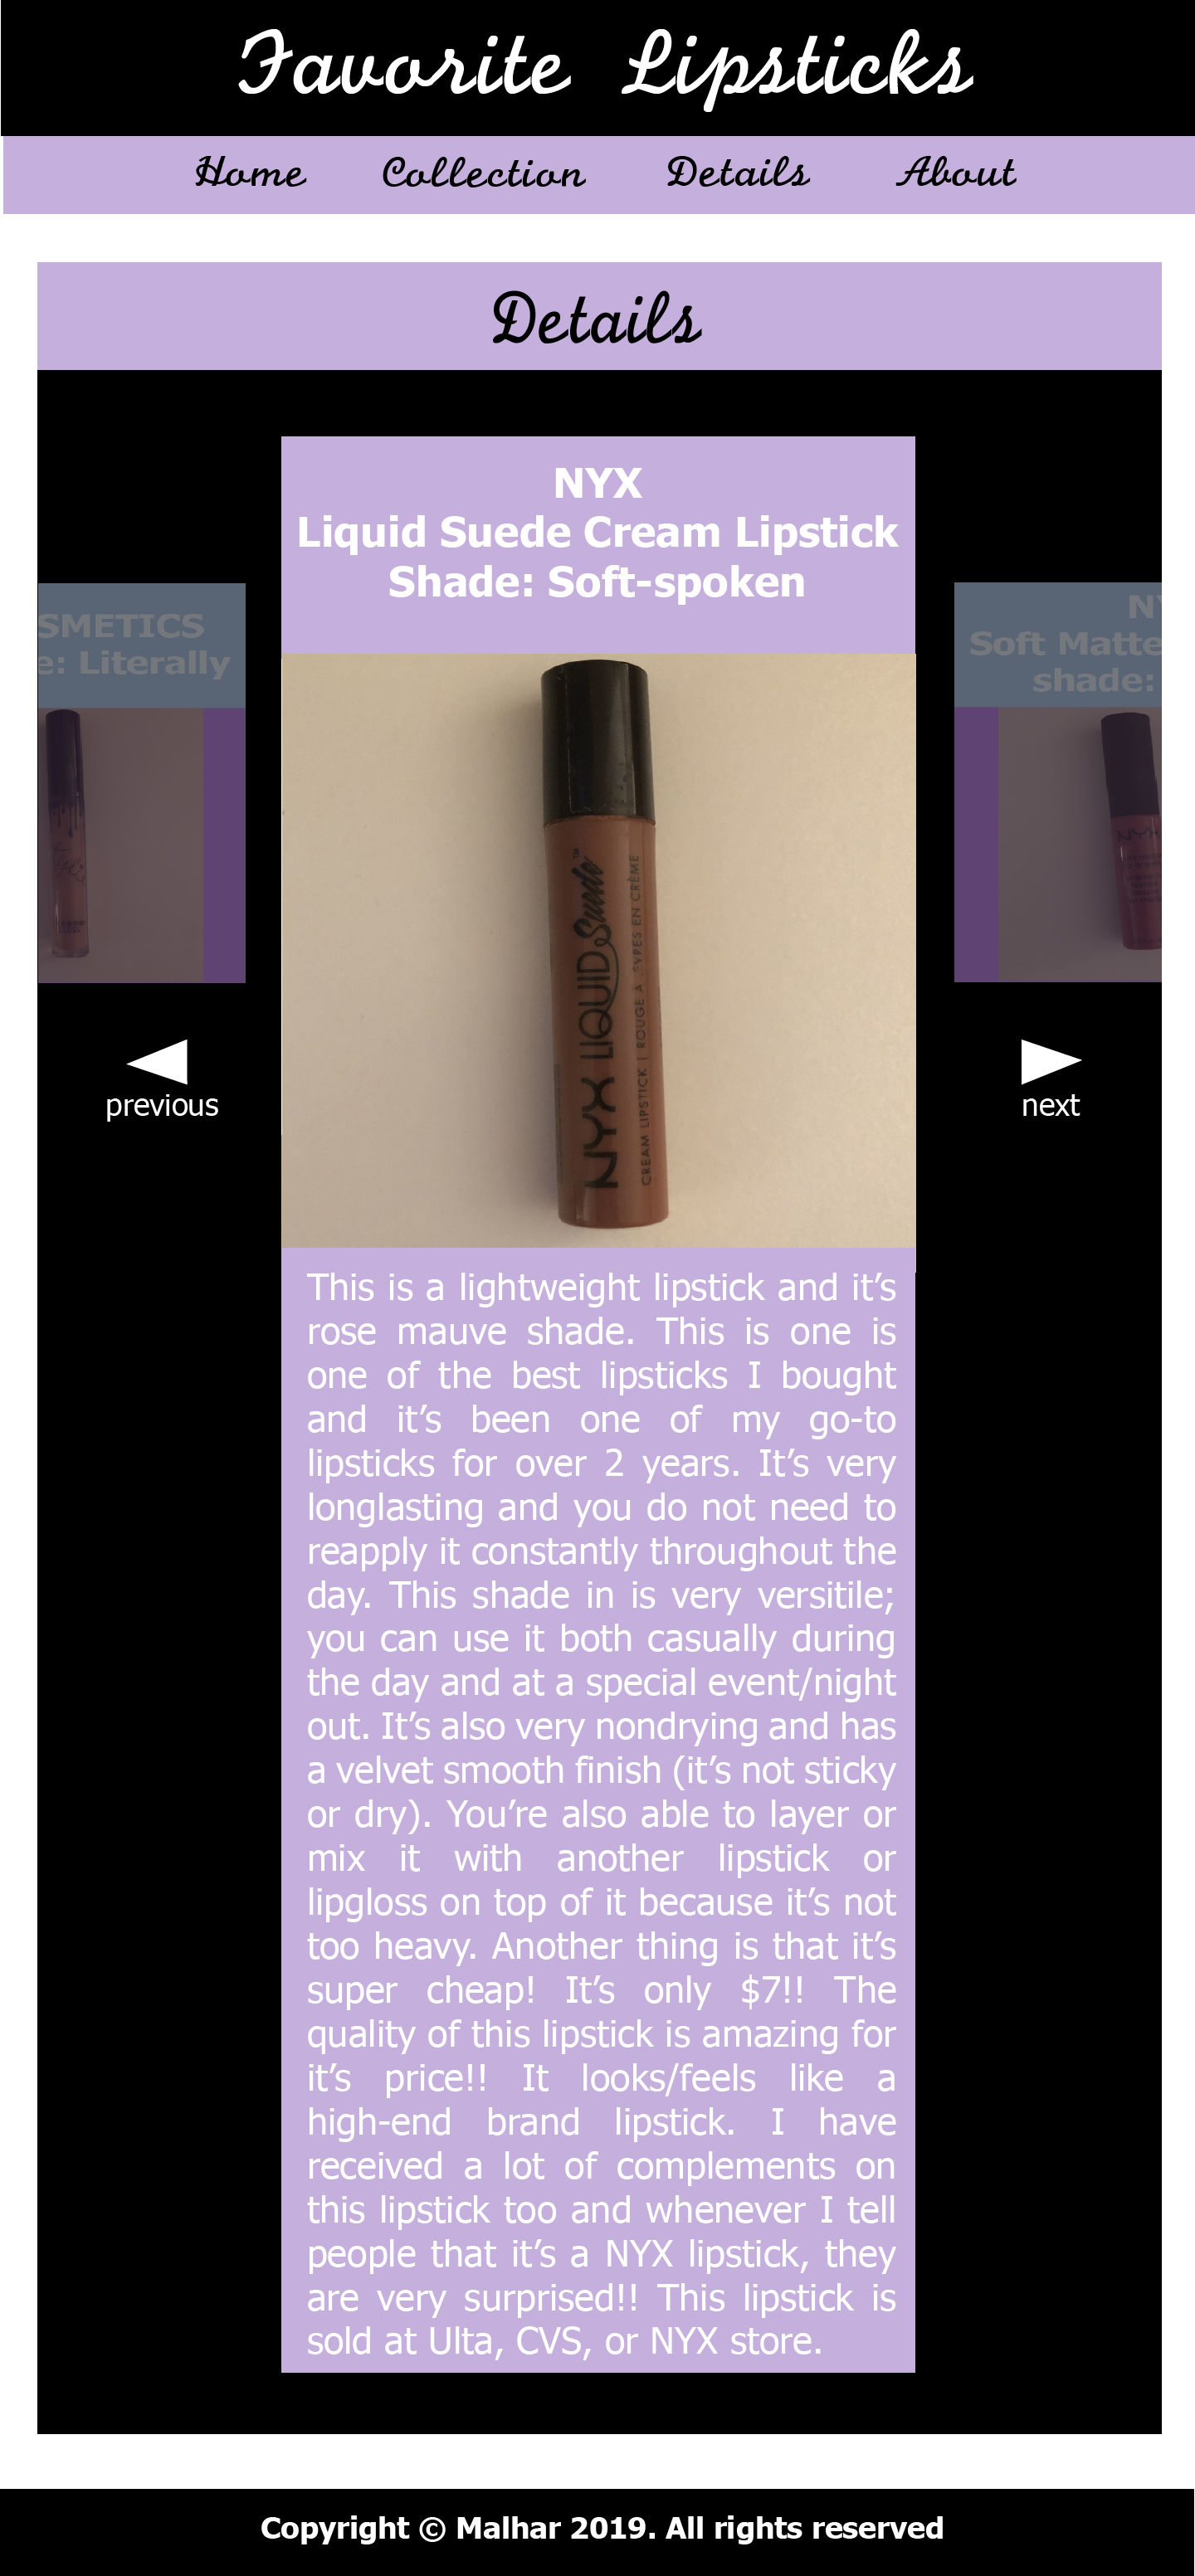 Favorite Lipsticks
Home Collection Details About
Details
NYX
Liquid Suede Cream Lipstick
Shade: Soft-spoken
SMETICS
e: Literally
Soft Matte
shade:
NYX LIQUID Suede™
CREAM LIPSTICK | ROUGE À
EN CRÈME
NYX
previous
next
This is a lightweight lipstick and it’s
rose mauve shade. This is one is
one of the best lipsticks I bought
and it’s been one of my go-to
lipsticks for over 2 years. It’s very
longlasting and you do not need to
reapply it constantly throughout the
day. This shade in is very versitile;
you can use it both casually during
the day and at a special event/night
out. It’s also very nondrying and has
a velvet smooth finish (it’s not sticky
or dry). You’re also able to layer or
mix it with another lipstick or
lipgloss on top of it because it’s not
too heavy. Another thing is that it’s
super cheap! It’s only $7!! The
quality of this lipstick is amazing for
it’s price!! It looks/feels like a
high-end brand lipstick. I have
received a lot of complements on
this lipstick too and whenever I tell
people that it’s a NYX lipstick, they
are very surprised!! This lipstick is
sold at Ulta, CVS, or NYX store.
Copyright © Malhar 2019. All rights reserved